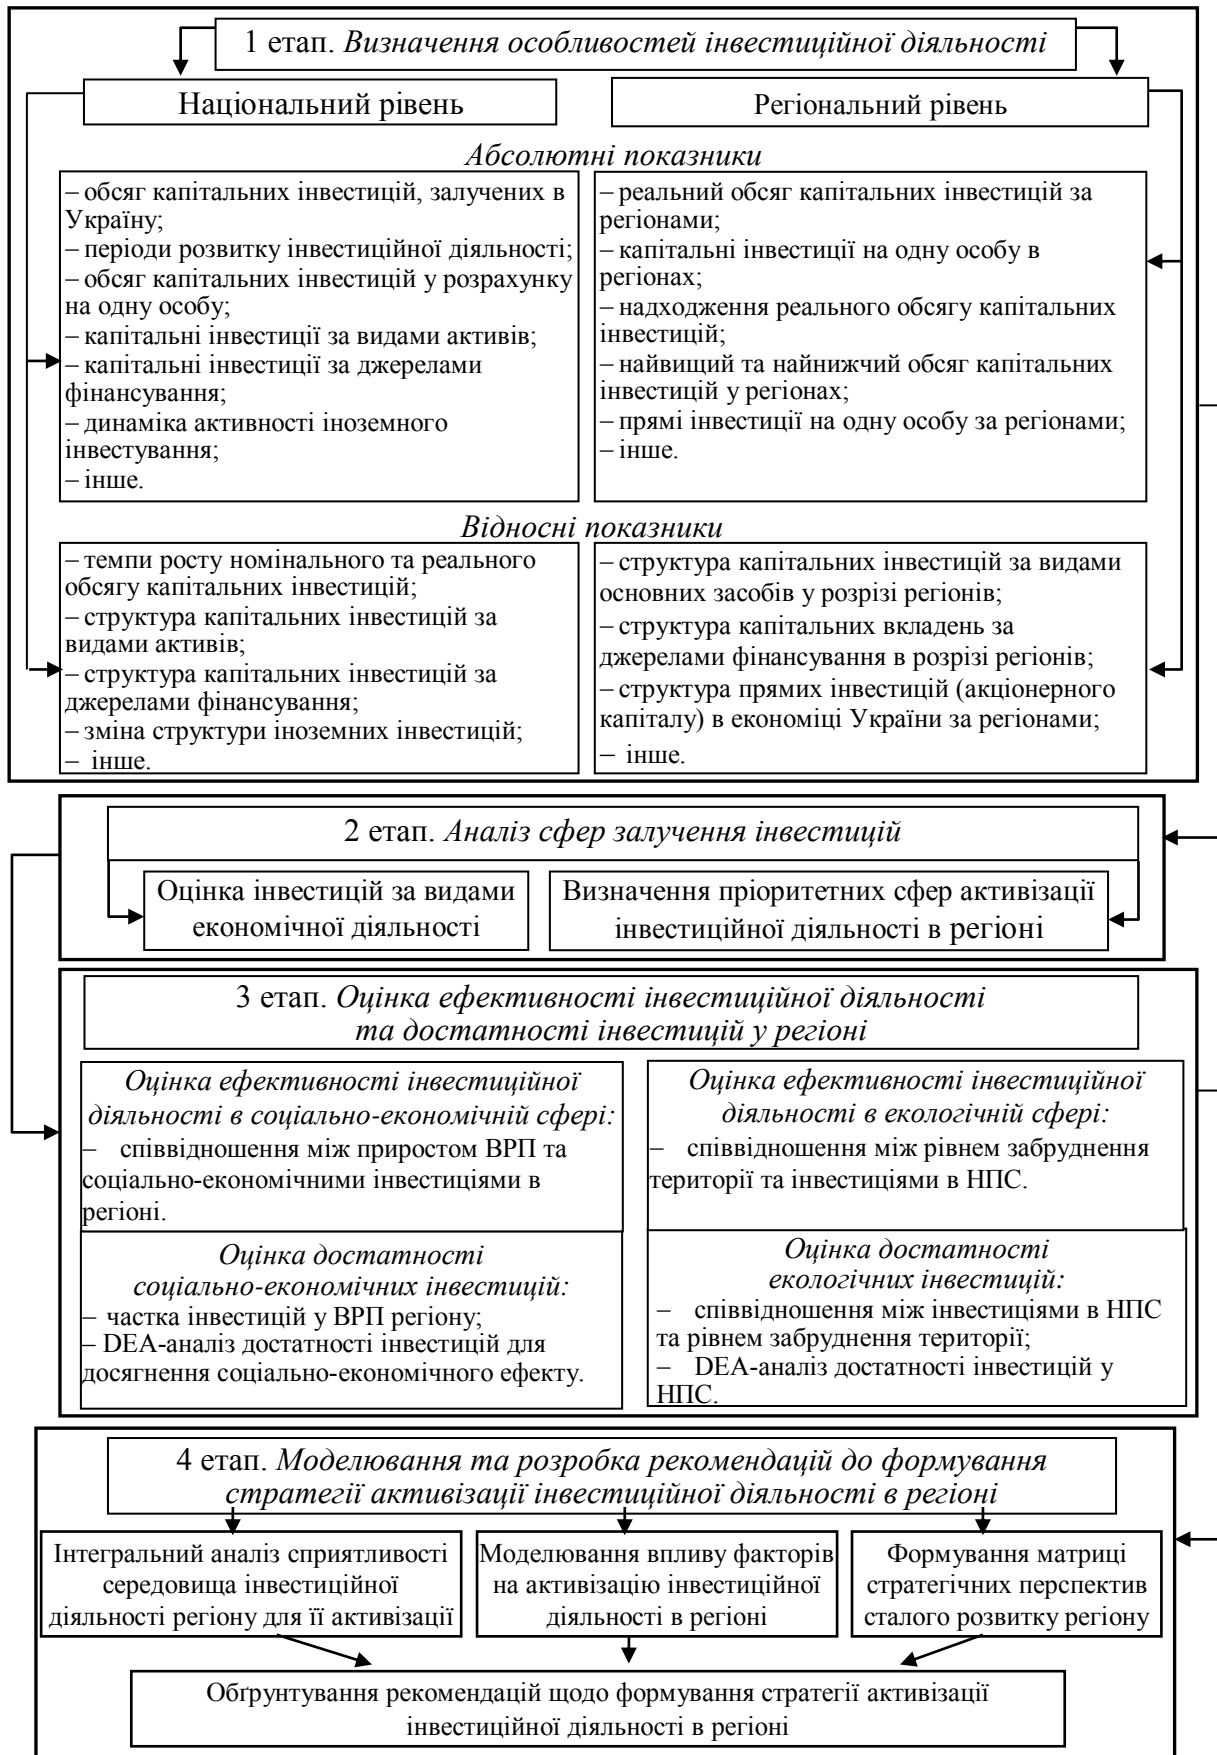 1 етап. Визначення особливостей інвестиційної діяльності
Національний рівень
Регіональний рівень
Абсолютні показники
– обсяг капітальних інвестицій, залучених в
Україну;
– періоди розвитку інвестиційної діяльності;
– обсяг капітальних інвестицій у розрахунку
на одну особу;
– капітальні інвестиції за видами активів;
– капітальні інвестиції за джерелами
фінансування;
– динаміка активності іноземного
інвестування;
– інше.
– реальний обсяг капітальних інвестицій за
регіонами;
– капітальні інвестиції на одну особу в
регіонах;
– надходження реального обсягу капітальних
інвестицій;
– найвищий та найнижчий обсяг капітальних
інвестицій у регіонах;
– прямі інвестиції на одну особу за регіонами;
– інше.
Відносні показники
– темпи росту номінального та реального
обсягу капітальних інвестицій;
– структура капітальних інвестицій за
видами активів;
– структура капітальних інвестицій за
джерелами фінансування;
– зміна структури іноземних інвестицій;
– інше.
– структура капітальних інвестицій за видами
основних засобів у розрізі регіонів;
– структура капітальних вкладень за
джерелами фінансування в розрізі регіонів;
– структура прямих інвестиції (акціонерного
капіталу) в економіці України за регіонами;
– інше.
2 етап. Аналіз сфер залучення інвестицій
Оцінка інвестицій за видами
економічної діяльності
Визначення пріоритетних сфер активізації
інвестиційної діяльності в регіоні
3 етап. Оцінка ефективності інвестиційної діяльності
та достатності інвестицій у регіоні
Оцінка ефективності інвестиційної
діяльності в соціально-економічній сфері:
– співвідношення між приростом ВРП та
соціально-економічними інвестиціями в
регіоні.
Оцінка ефективності інвестиційної
діяльності в екологічній сфері:
– співвідношення між рівнем забруднення
території та інвестиціями в НПС.
Оцінка достатності
соціально-економічних інвестицій:
– частка інвестицій у ВРП регіону;
– DEA-аналіз достатності інвестицій для
досягнення соціально-економічного ефекту.
Оцінка достатності
екологічних інвестицій:
– співвідношення між інвестиціями в НПС
та рівнем забруднення території;
– DEA-аналіз достатності інвестицій у
НПС.
4 етап. Моделювання та розробка рекомендацій до формування
стратегії активізації інвестиційної діяльності в регіоні
Інтегральний аналіз сприятливості
середовища інвестиційної
діяльності регіону для її активізації
Моделювання впливу факторів
на активізацію інвестиційної
діяльності в регіоні
Формування матриці
стратегічних перспектив
сталого розвитку регіону
Обґрунтування рекомендацій щодо формування стратегії активізації
інвестиційної діяльності в регіоні